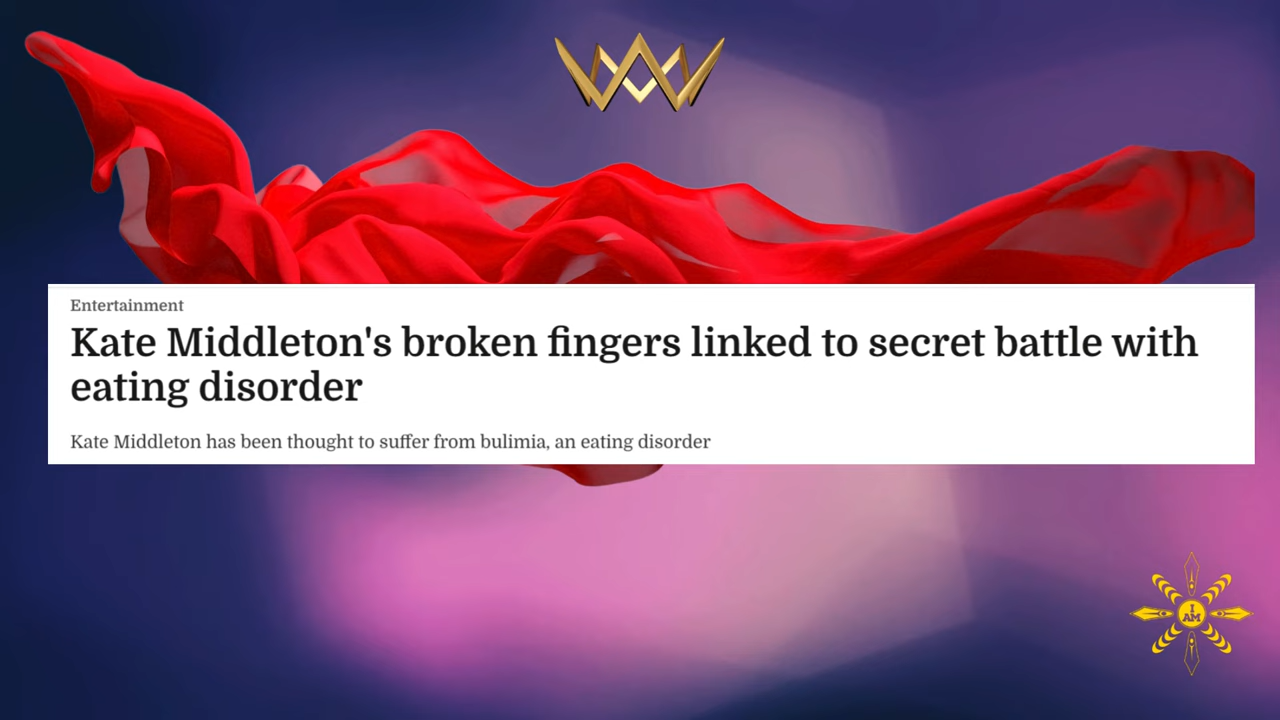 Entertainment
Kate Middleton's broken fingers linked to secret battle with
eating disorder
Kate Middleton has been thought to suffer from bulimia, an eating disorder
I
AM